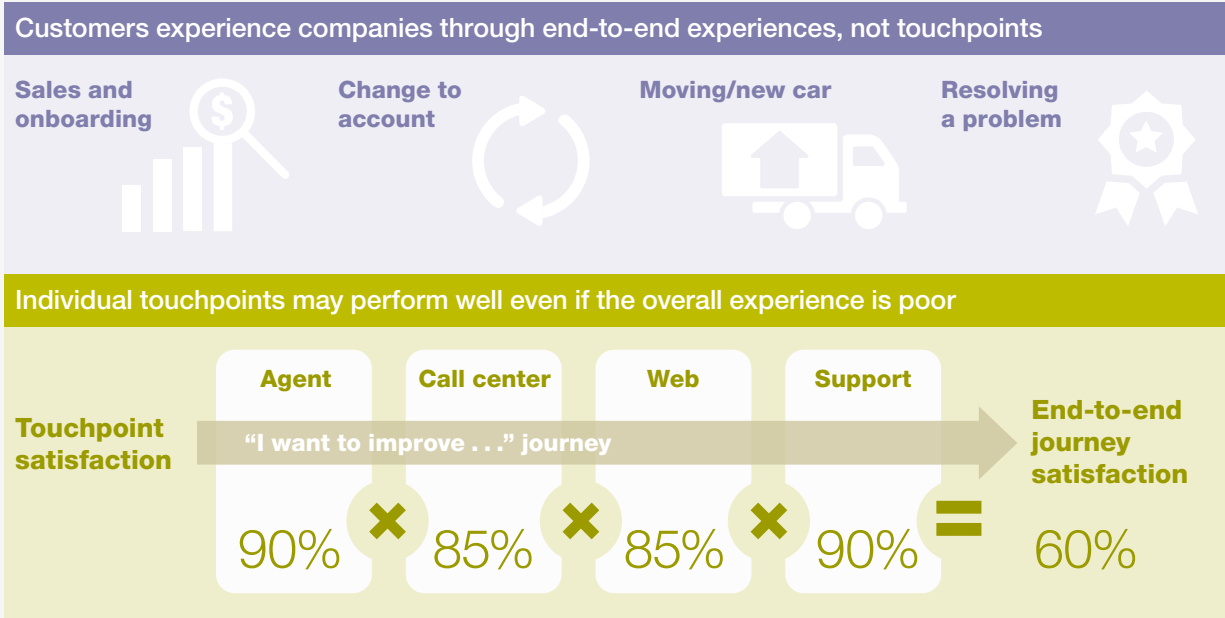 Customers experience companies through end-to-end experiences, not touchpoints
Sales and
onboarding
$
Change to
account
Moving/new car
Resolving
a problem
Individual touchpoints may perform well even if the overall experience is poor
Touchpoint
satisfaction
Agent
Call center
Web
Support
“I want to improve . . .” journey
End-to-end
journey
satisfaction
90% × 85% × 85% × 90% = 60%